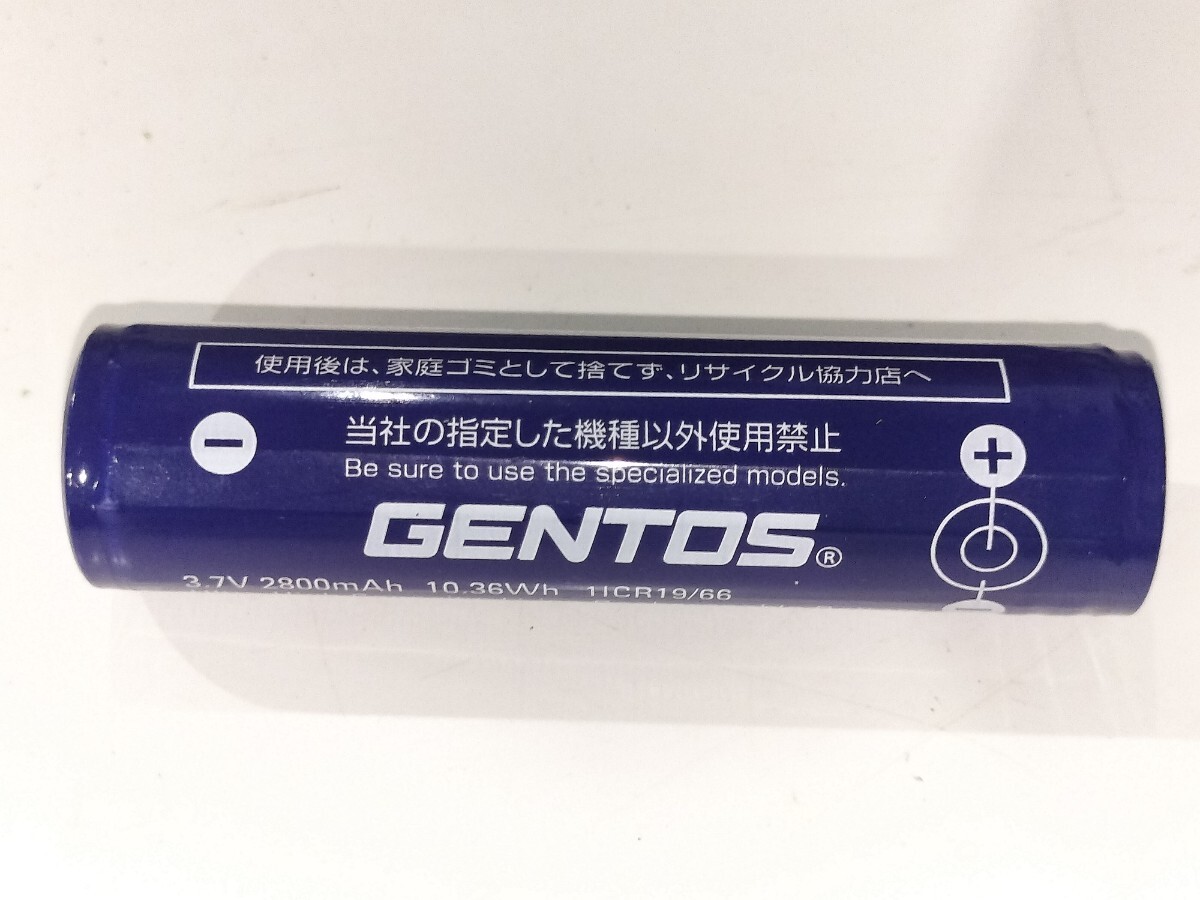 使用後は、家庭ゴミとして捨てず、リサイクル協力店へ
当社の指定した機種以外使用禁止
Be sure to use the specialized models.
GENTOS®
3.7V 2800mAh 10.36Wh 1ICR19/66